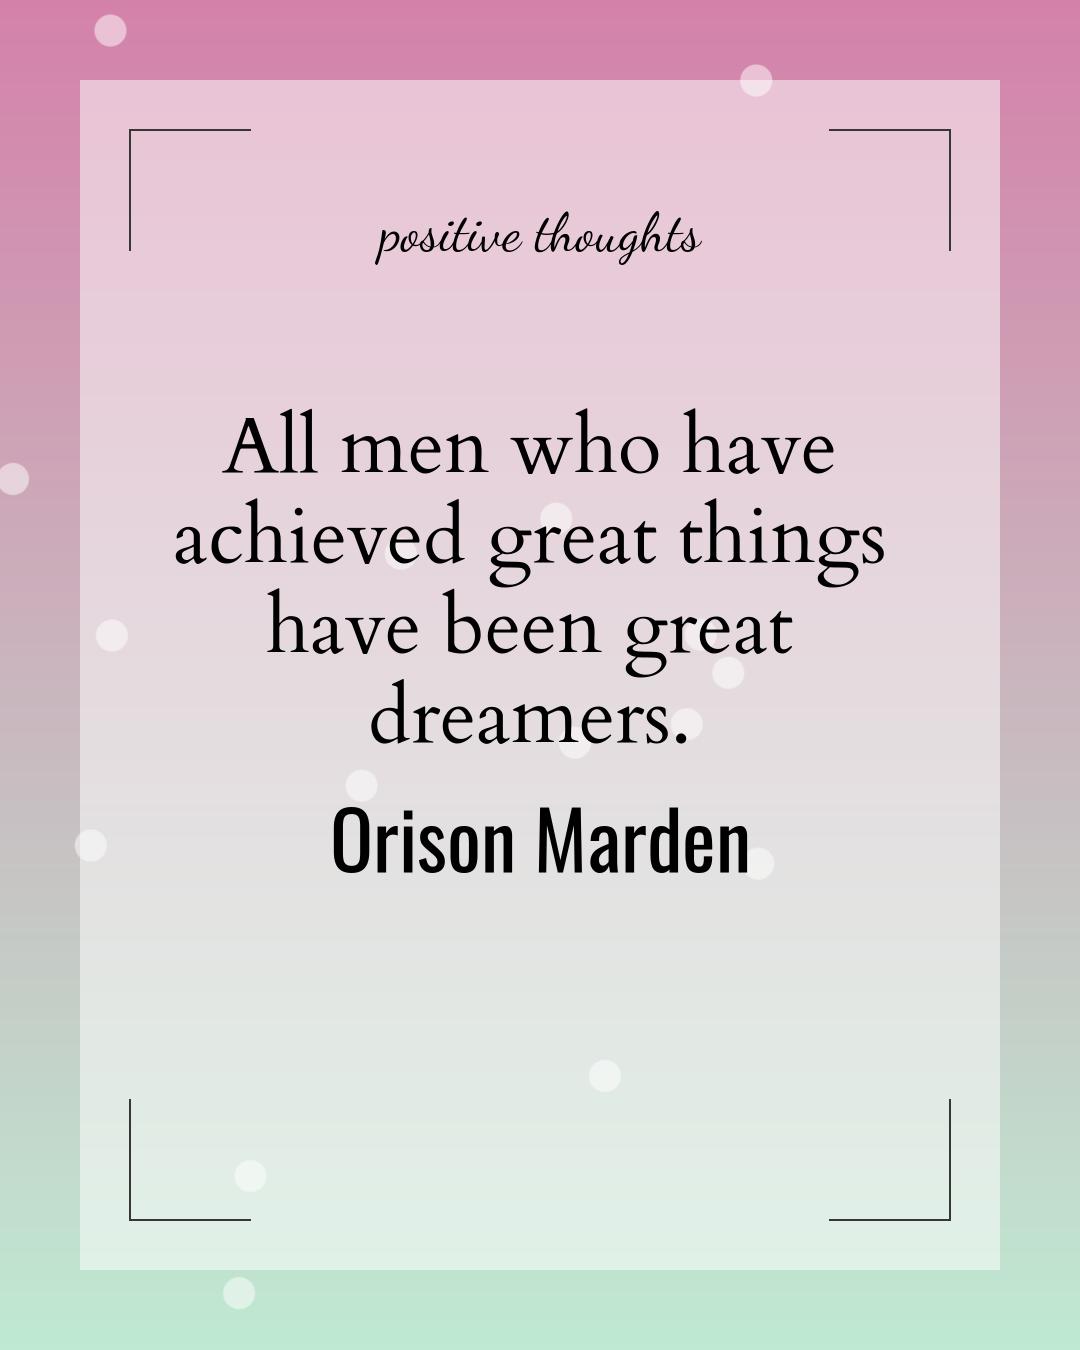 positive thoughts
All men who have
achieved great things
have been great
dreamers.
Orison Marden